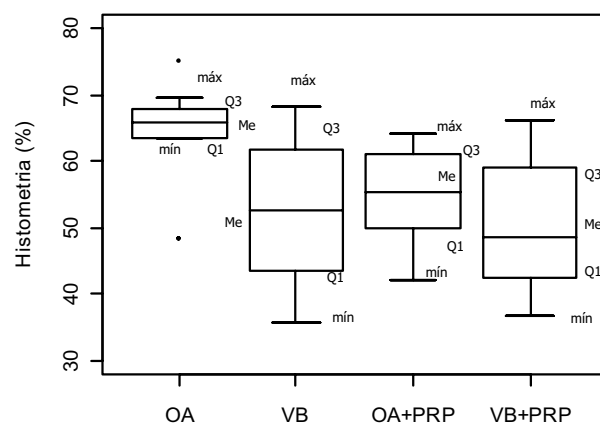 Histometria (%)
80
70
60
50
40
30
máx
Q3
Me
mín
Q1
máx
Q3
Me
Q1
mín
máx
Q3
Me
Q1
mín
máx
Q3
Me
Q1
mín
OA
VB
OA+PRP
VB+PRP